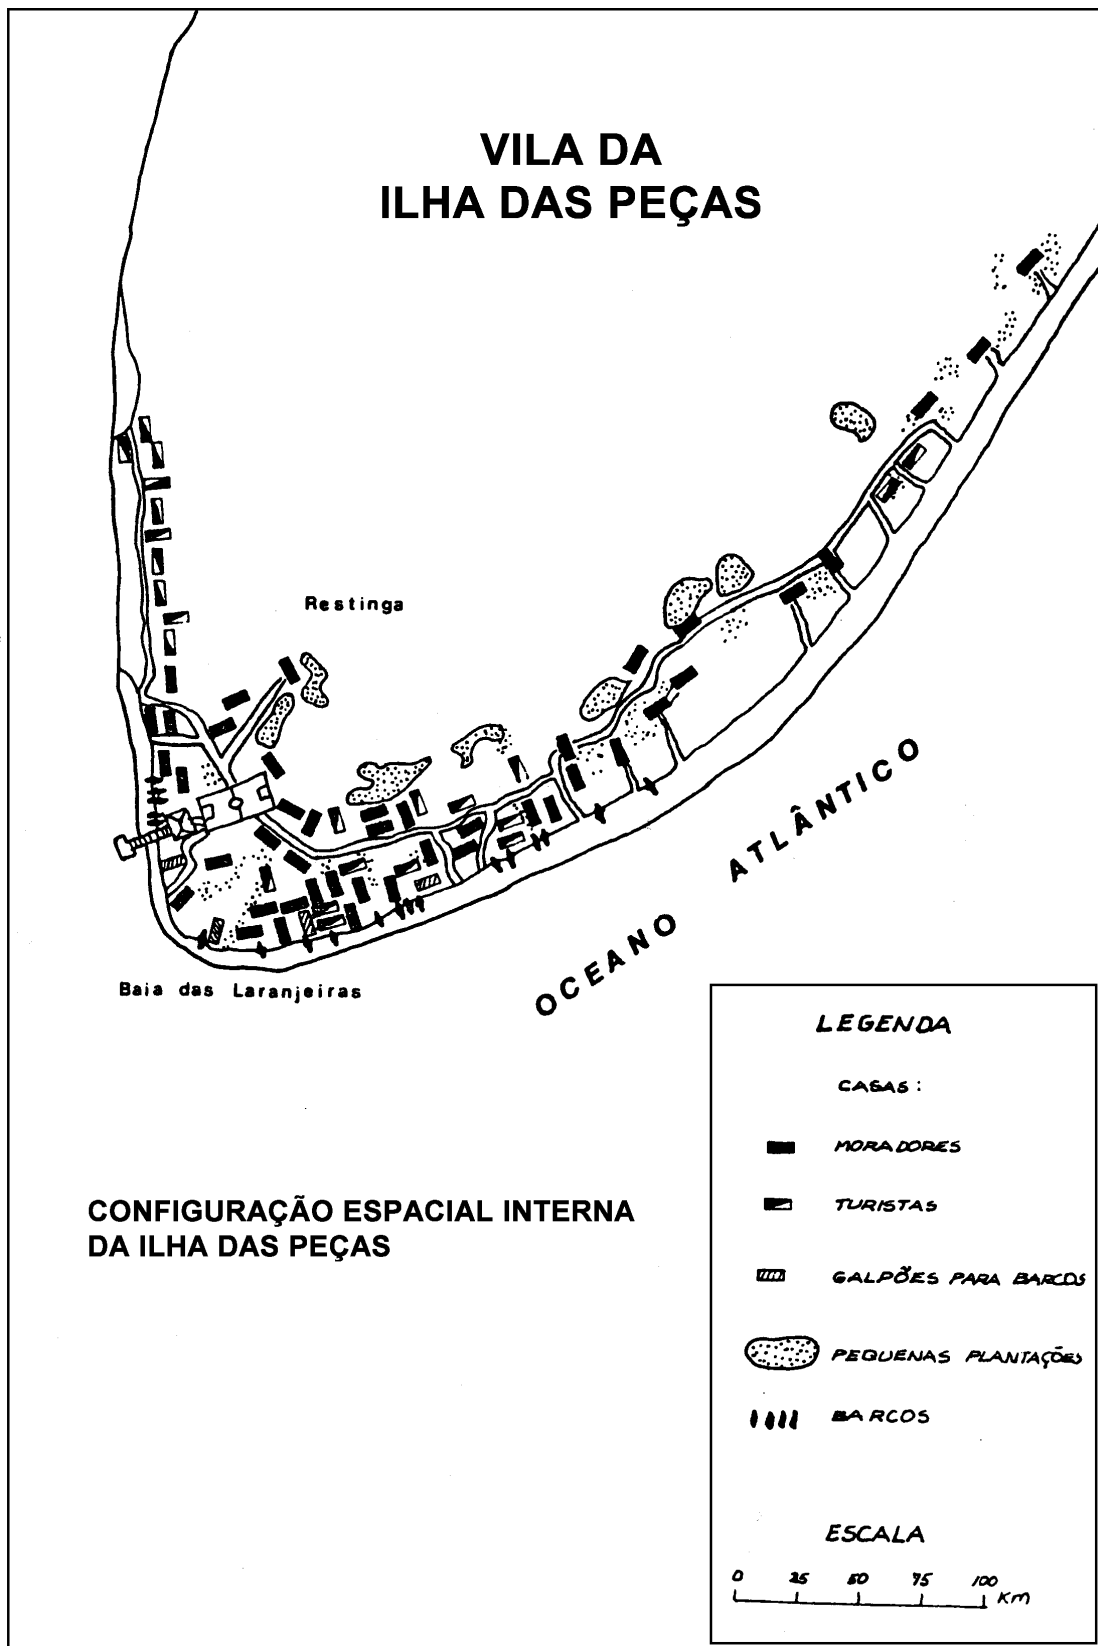 VILA DA
ILHA DAS PEÇAS
Restinga
OCEANO ATLÂNTICO
Baia das Laranjeiras
CONFIGURAÇÃO ESPACIAL INTERNA
DA ILHA DAS PEÇAS
LEGENDA
CASAS:
MORADORES
TURISTAS
GALPÕES PARA BARCOS
PEQUENAS PLANTAÇÕES
BARCOS
ESCALA
0 25 50 75 100 Km